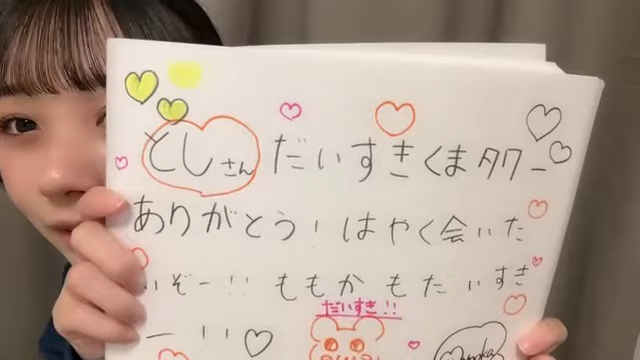 としさん だいすきくまタワー
ありがとう! はやく会いた
いぞー!! ももか もだいすき
ー!!
だいすき!!